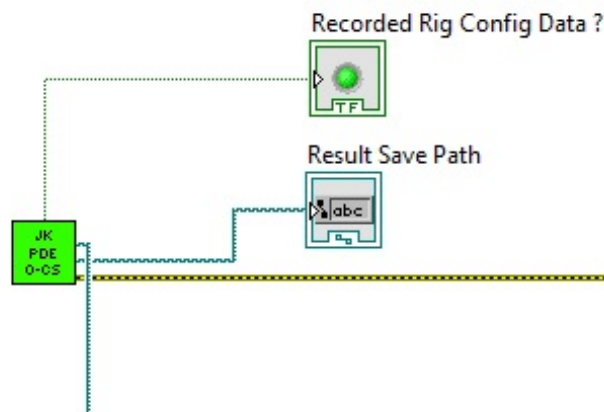 Recorded Rig Config Data ?
TF
Result Save Path
abc
JK
PDE
O-CS